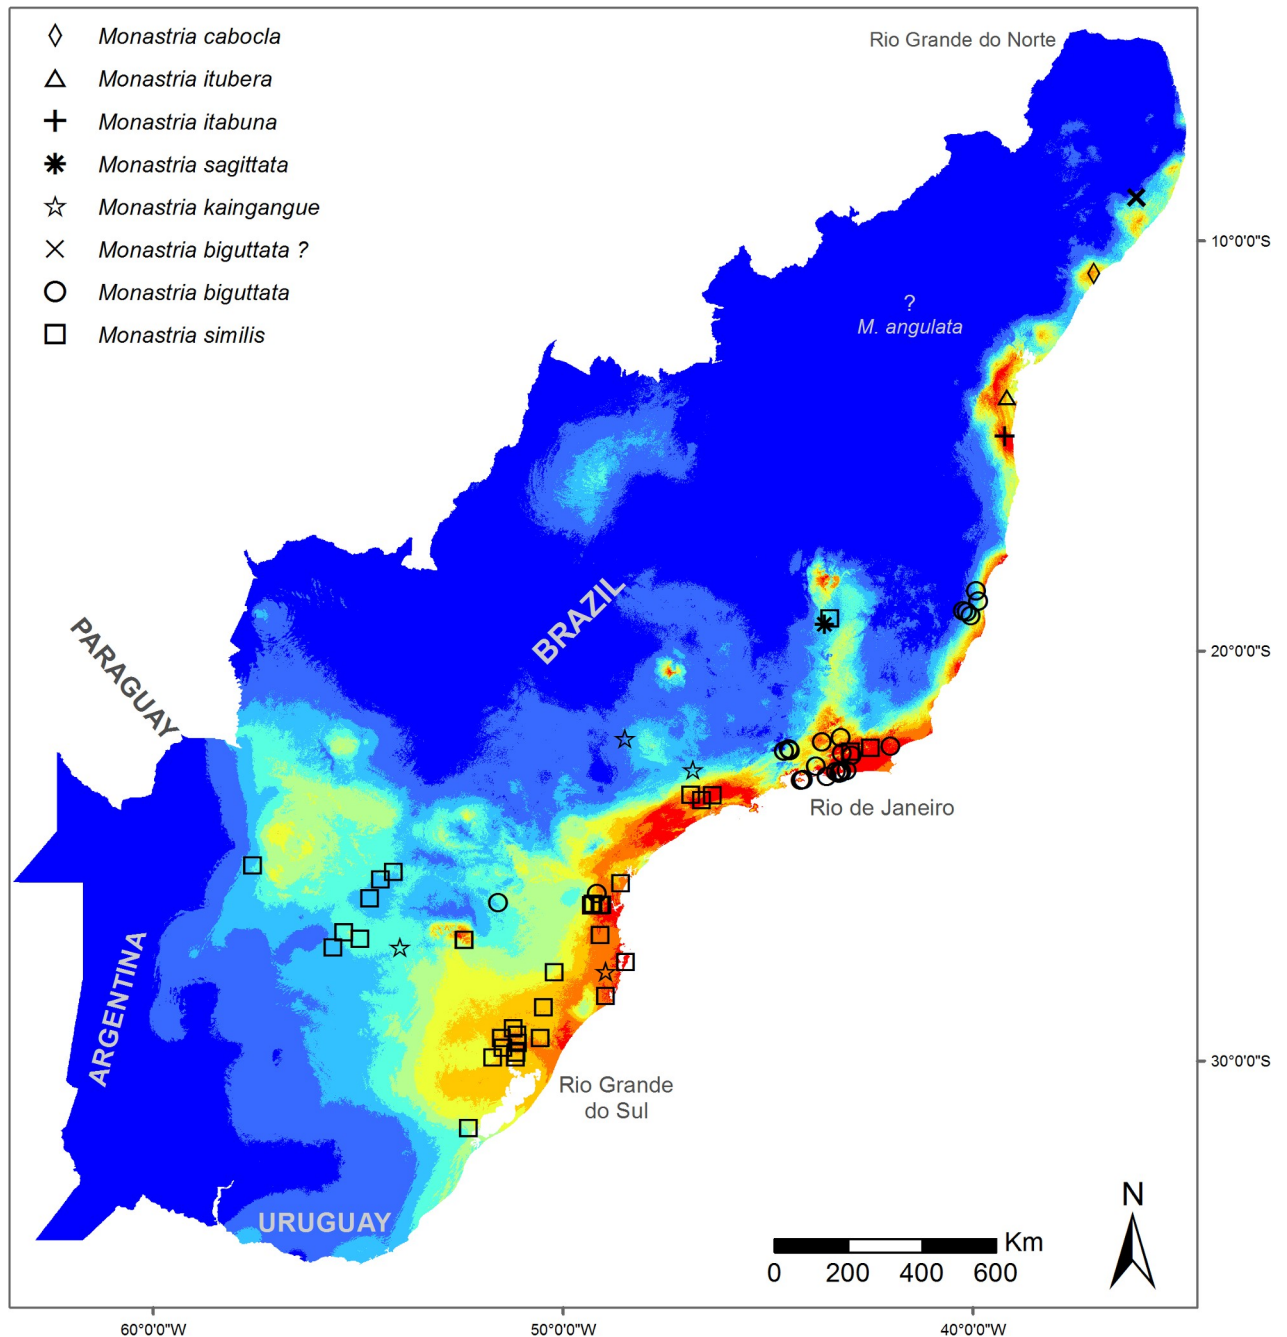 Monastria cabocla
Monastria itubera
Monastria itabuna
Monastria sagittata
Monastria kaingangue
Monastria biguttata ?
Monastria biguttata
Monastria similis
Rio Grande do Norte
10°0'0"S
?
M. angulata
BRAZIL
PARAGUAY
20°0'0"S
Rio de Janeiro
ARGENTINA
30°0'0"S
Rio Grande
do Sul
URUGUAY
N
Km
0 200 400 600
60°0'0"W 50°0'0"W 40°0'0"W